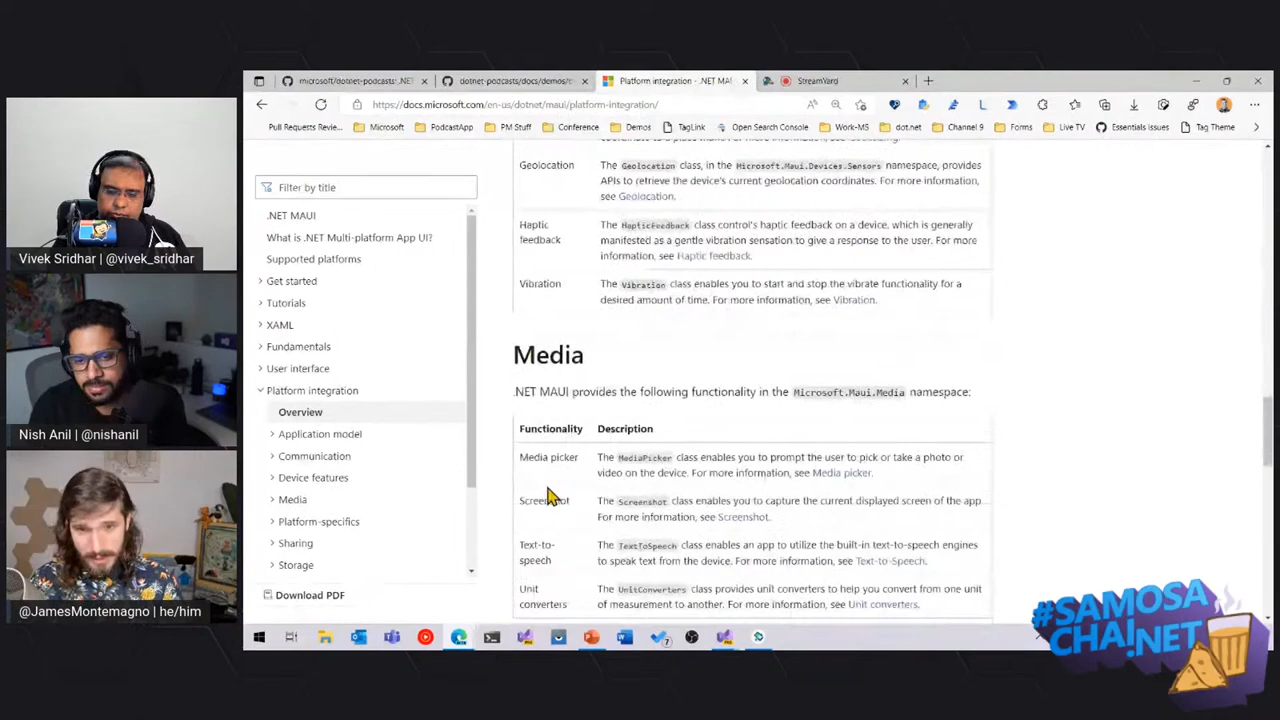 microsoft/dotnet-podcasts: .NET
dotnet-podcasts/docs/demos/
Platform integration - .NET MA
StreamYard
https://docs.microsoft.com/en-us/dotnet/maui/platform-integration/
Pull Requests Revie...
Microsoft
PodcastApp
PM Stuff
Conference
Demos
TagLink
Open Search Console
Work-MS
dot.net
Channel 9
Forms
Live TV
Essentials issues
Tag Theme
Filter by title
.NET MAUI
What is .NET Multi-platform App UI?
Supported platforms
Get started
Tutorials
XAML
Fundamentals
User interface
Platform integration
Overview
Application model
Communication
Device features
Media
Platform-specifics
Sharing
Storage
Download PDF
Geolocation
The Geolocation class, in the Microsoft.Maui.Devices.Sensors namespace, provides
APIs to retrieve the device's current geolocation coordinates. For more information,
see Geolocation.
Haptic
feedback
The HapticFeedback class control's haptic feedback on a device, which is generally
manifested as a gentle vibration sensation to give a response to the user. For more
information, see Haptic feedback.
Vibration
The Vibration class enables you to start and stop the vibrate functionality for a
desired amount of time. For more information, see Vibration.
Media
.NET MAUI provides the following functionality in the Microsoft.Maui.Media namespace:
Functionality
Description
Media picker
The MediaPicker class enables you to prompt the user to pick or take a photo or
video on the device. For more information, see Media picker.
Screenshot
The Screenshot class enables you to capture the current displayed screen of the app
For more information, see Screenshot.
Text-to-
speech
The TextToSpeech class enables an app to utilize the built-in text-to-speech engines
to speak text from the device. For more information, see Text-to-Speech.
Unit
converters
The UnitConverters class provides unit converters to help you convert from one unit
of measurement to another. For more information, see Unit converters.
Vivek Sridhar | @vivek_sridhar
Nish Anil | @nishanil
@JamesMontemagno | he/him
#SAMOSA
CHAI.NET